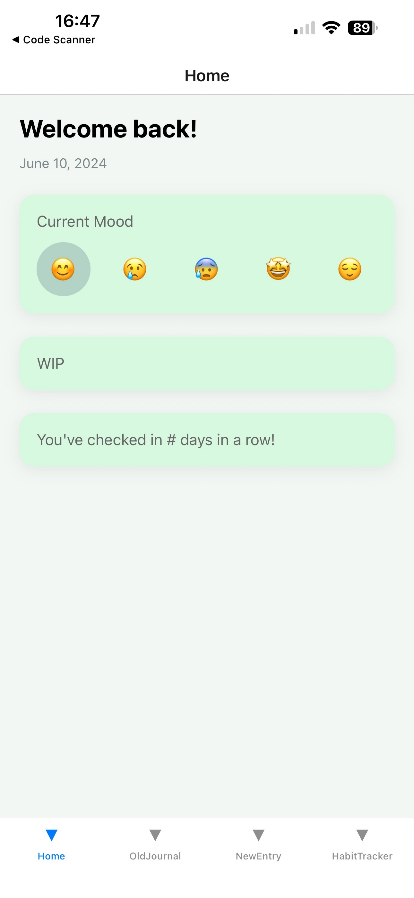 16:47
◀ Code Scanner
89
Home
Welcome back!
June 10, 2024
Current Mood
WIP
You've checked in # days in a row!
Home
OldJournal
NewEntry
HabitTracker